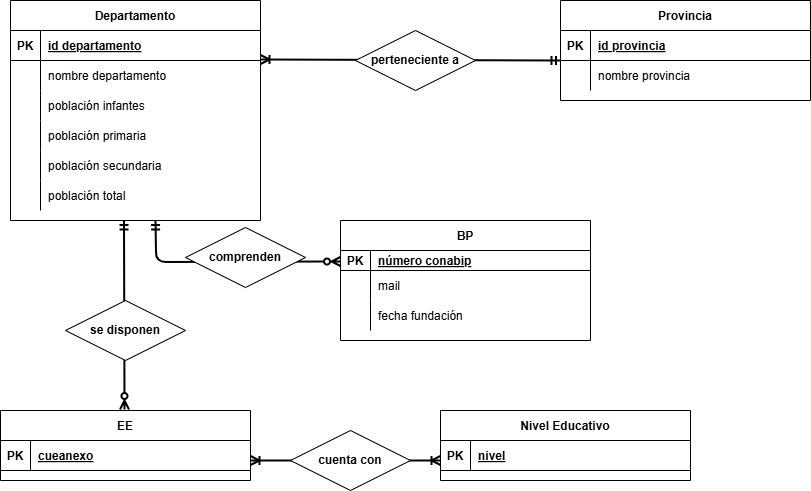 Departamento
PK id departamento
nombre departamento
población infantes
población primaria
población secundaria
población total
perteneciente a
Provincia
PK id provincia
nombre provincia
comprenden
BP
PK número conabip
mail
fecha fundación
se disponen
EE
PK cueanexo
cuenta con
Nivel Educativo
PK nivel